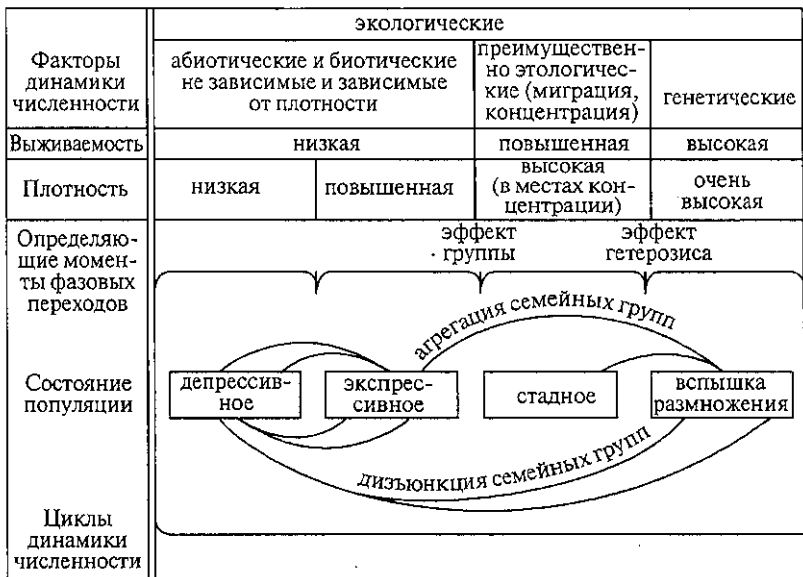 экологические
Факторы
динамики
численности
абиотические и биотические
не зависимые и зависимые
от плотности
преимуществен-
но этологичес-
кие (миграция,
концентрация)
генетические
Выживаемость
низкая
повышенная
высокая
Плотность
низкая
повышенная
высокая
(в местах кон-
центрации)
очень
высокая
Определяю-
щие момен-
ты фазовых
переходов
эффект
группы
эффект
гетерозиса
агрегация семейных групп
Состояние
популяции
депрессив-
ное
экспрес-
сивное
стадное
вспышка
размножения
дизъюнкция семейных групп
Циклы
динамики
численности